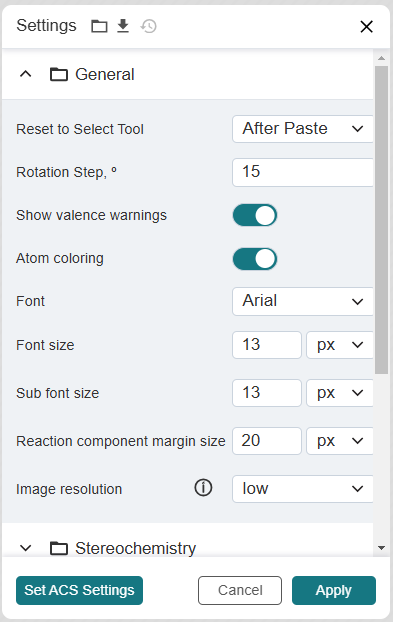 Settings
General
Reset to Select Tool After Paste
Rotation Step, º 15
Show valence warnings
Atom coloring
Font Arial
Font size 13 px
Sub font size 13 px
Reaction component margin size 20 px
Image resolution low
Stereochemistry
Set ACS Settings Cancel Apply